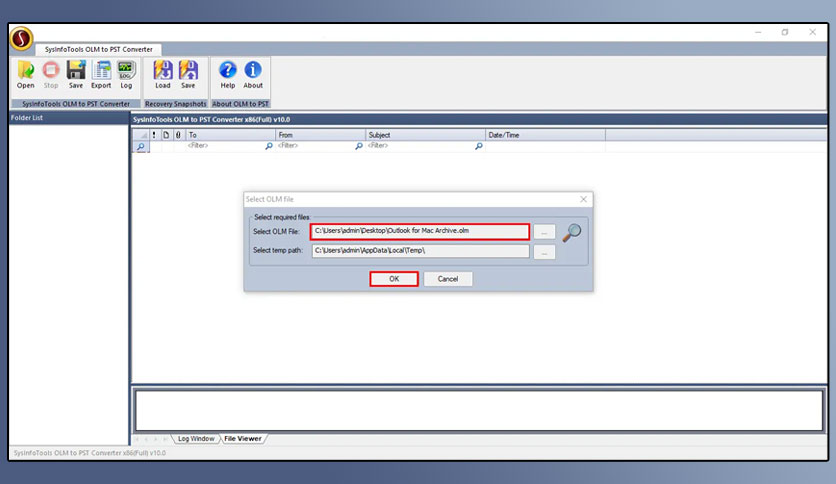 SysInfoTools OLM to PST Converter
Open Stop Save Export Log Load Save Help About
SysInfoTools OLM to PST Converter Recovery Snapshots About OLM to PST
Folder List
SysInfoTools OLM to PST Converter x86(Full) v10.0
! To From Subject Date/Time
<Filter> <Filter> <Filter>
Select OLM file
Select required files:
Select OLM File: C:\Users\admin\Desktop\Outlook for Mac Archive.olm ...
Select temp path: C:\Users\admin\AppData\Local\Temp\ ...
OK Cancel
Log Window File Viewer
SysInfoTools OLM to PST Converter x86(Full) v10.0